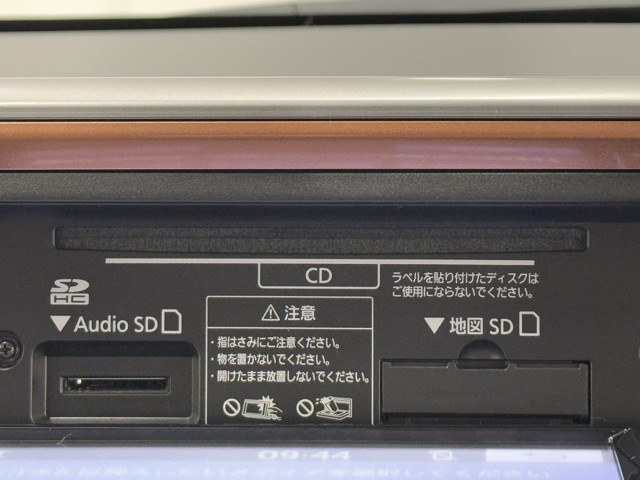 CD
ラベルを貼り付けたディスクは
ご使用にならないでください。
SD
HC
▼Audio SD
⚠注意
・指はさみにご注意ください。
・物を置かないでください。
・開けたまま放置しないでください。
▼地図 SD
09:44